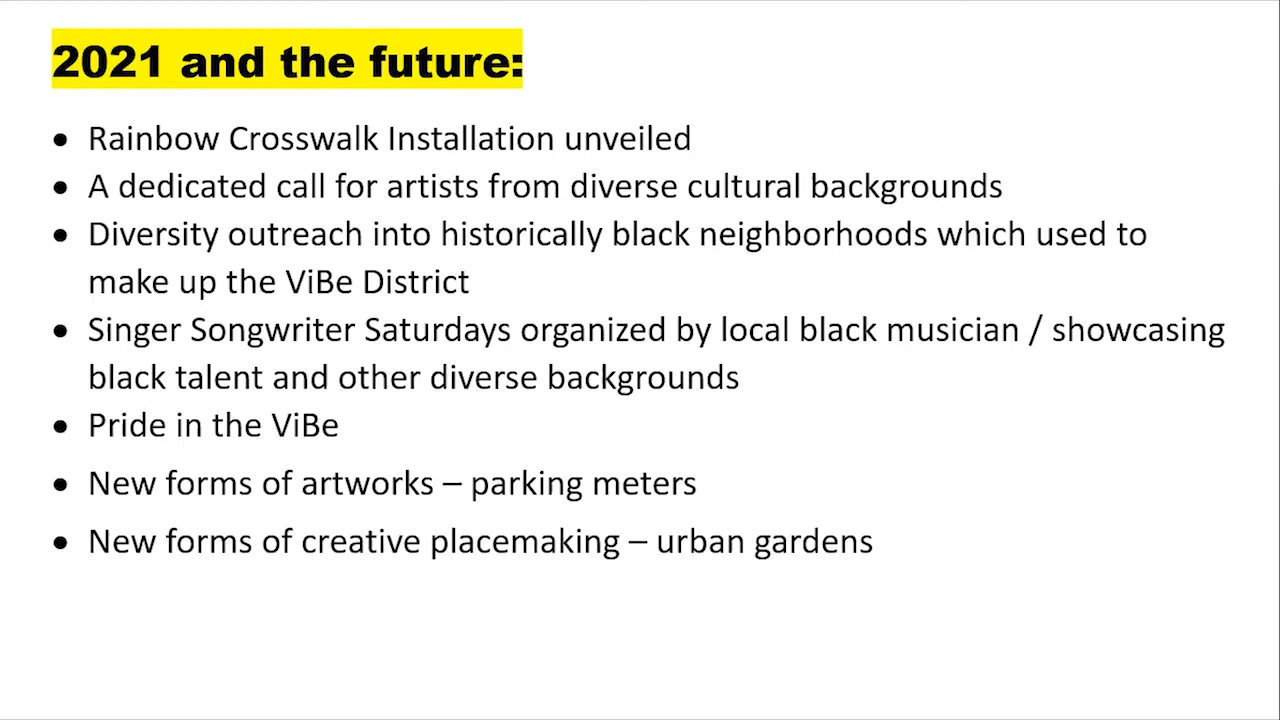 2021 and the future:
• Rainbow Crosswalk Installation unveiled
• A dedicated call for artists from diverse cultural backgrounds
• Diversity outreach into historically black neighborhoods which used to
make up the ViBe District
• Singer Songwriter Saturdays organized by local black musician / showcasing
black talent and other diverse backgrounds
• Pride in the ViBe
• New forms of artworks – parking meters
• New forms of creative placemaking – urban gardens